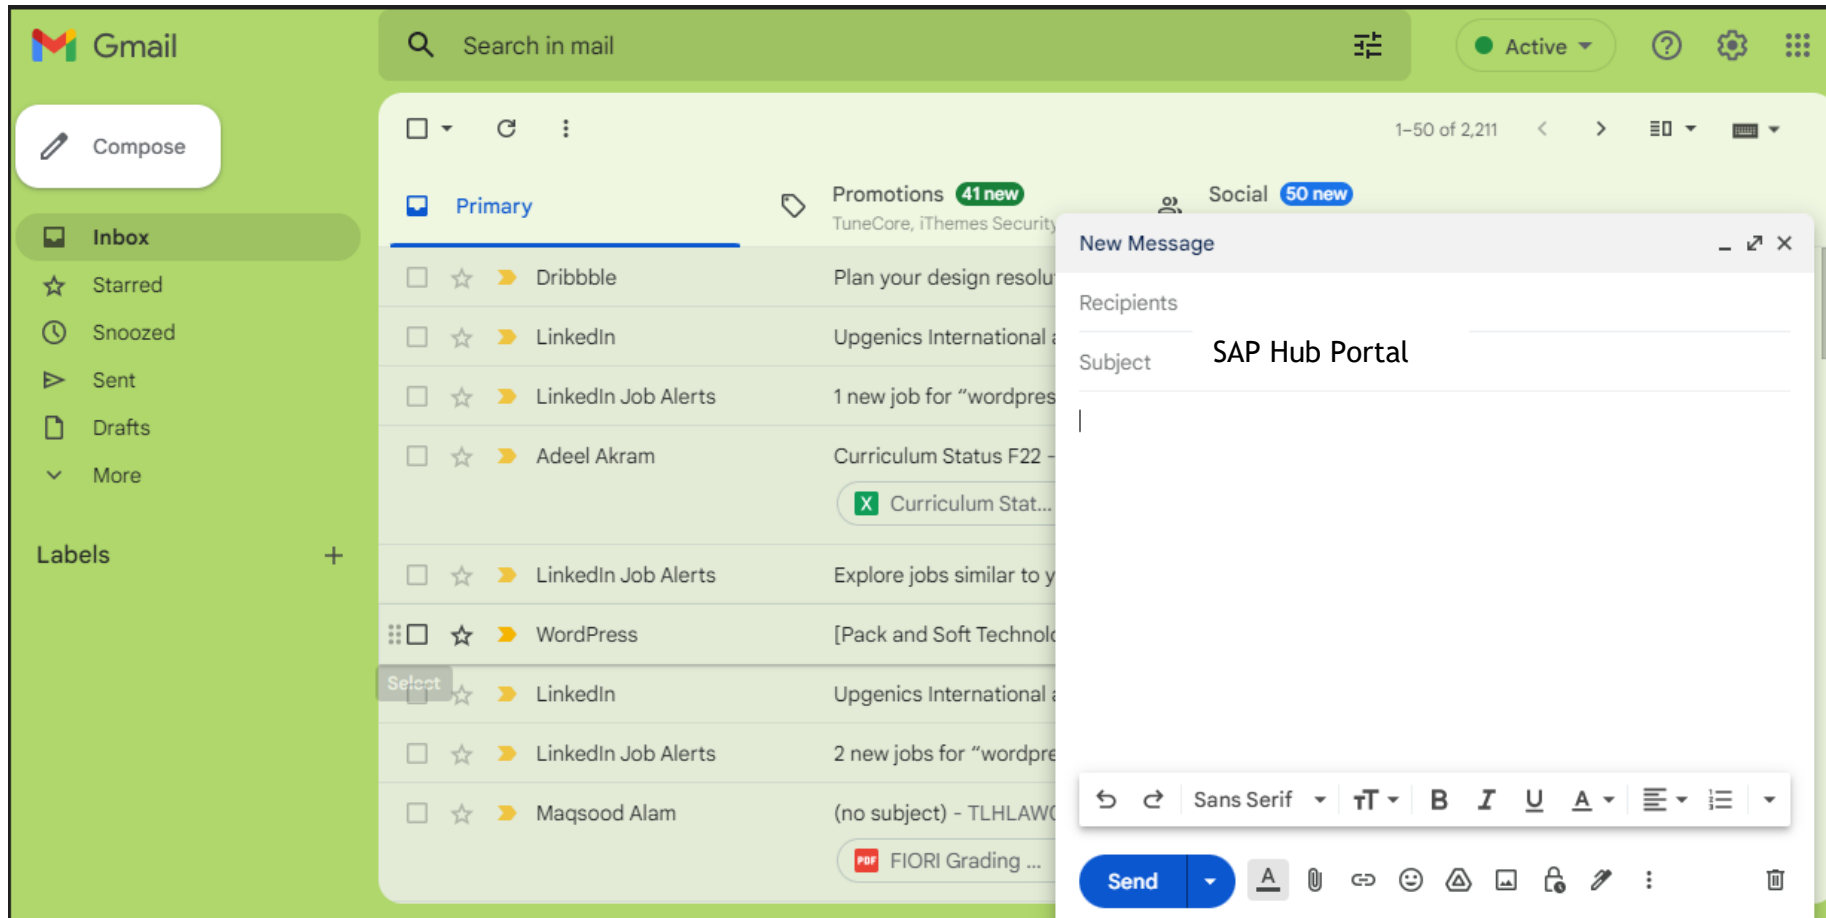 Gmail
Search in mail
Active
Compose
1–50 of 2,211
Primary
Promotions 41 new
TuneCore, iThemes Security
Social 50 new
Inbox
Starred
Snoozed
Sent
Drafts
More
Labels
Dribbble Plan your design resolu
LinkedIn Upgenics International a
LinkedIn Job Alerts 1 new job for “wordpres
Adeel Akram Curriculum Status F22 -
X Curriculum Stat...
LinkedIn Job Alerts Explore jobs similar to y
WordPress [Pack and Soft Technolo
Select
LinkedIn Upgenics International a
LinkedIn Job Alerts 2 new jobs for “wordpre
Maqsood Alam (no subject) - TLHLAW
PDF FIORI Grading ...
New Message
Recipients
Subject SAP Hub Portal
Sans Serif
Send